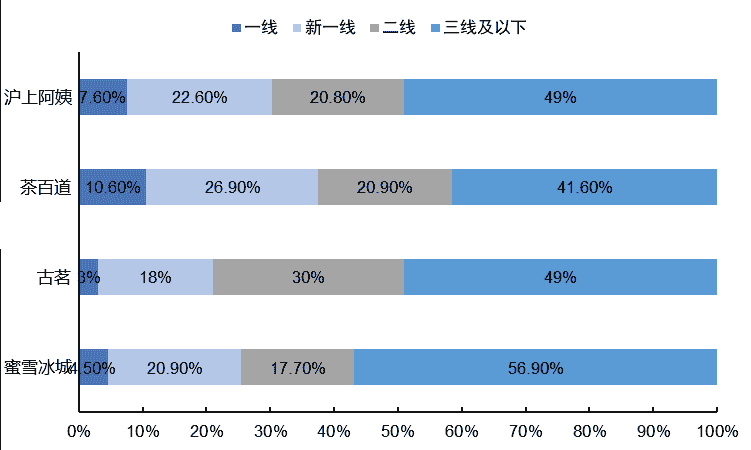 一线 新一线 二线 三线及以下
沪上阿姨 7.60% 22.60% 20.80% 49%
茶百道 10.60% 26.90% 20.90% 41.60%
古茗 3% 18% 30% 49%
蜜雪冰城 4.50% 20.90% 17.70% 56.90%
0% 10% 20% 30% 40% 50% 60% 70% 80% 90% 100%